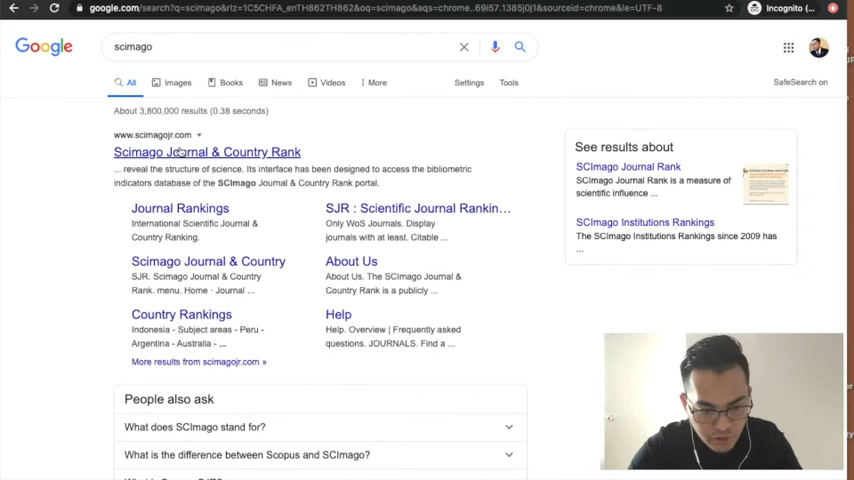 google.com/search?q=scimago&rlz=1C5CHFA_enTH862TH862&oq=scimago&aqs=chrome..69i57.1385j0j1&sourceid=chrome&ie=UTF-8
Incognito
Google
scimago
All
Images
Books
News
Videos
More
Settings
Tools
SafeSearch on
About 3,800,000 results (0.38 seconds)
www.scimagojr.com
Scimago Journal & Country Rank
... reveal the structure of science. Its interface has been designed to access the bibliometric
indicators database of the SCImago Journal & Country Rank portal.
Journal Rankings
International Scientific Journal &
Country Ranking.
SJR : Scientific Journal Rankin...
Only WoS Journals. Display
journals with at least. Citable ...
Scimago Journal & Country
SJR. Scimago Journal & Country
Rank. menu. Home · Journal ...
About Us
About Us. The SCImago Journal &
Country Rank is a publicly ...
Country Rankings
Indonesia - Subject areas - Peru -
Argentina - Australia - ...
Help
Help. Overview | Frequently asked
questions. JOURNALS. Find a ...
More results from scimagojr.com »
People also ask
What does SCImago stand for?
What is the difference between Scopus and SCImago?
See results about
SCImago Journal Rank
SCImago Journal Rank is a measure of
scientific influence ...
SCImago Institutions Rankings
The SCImago Institutions Rankings since 2009 has
...